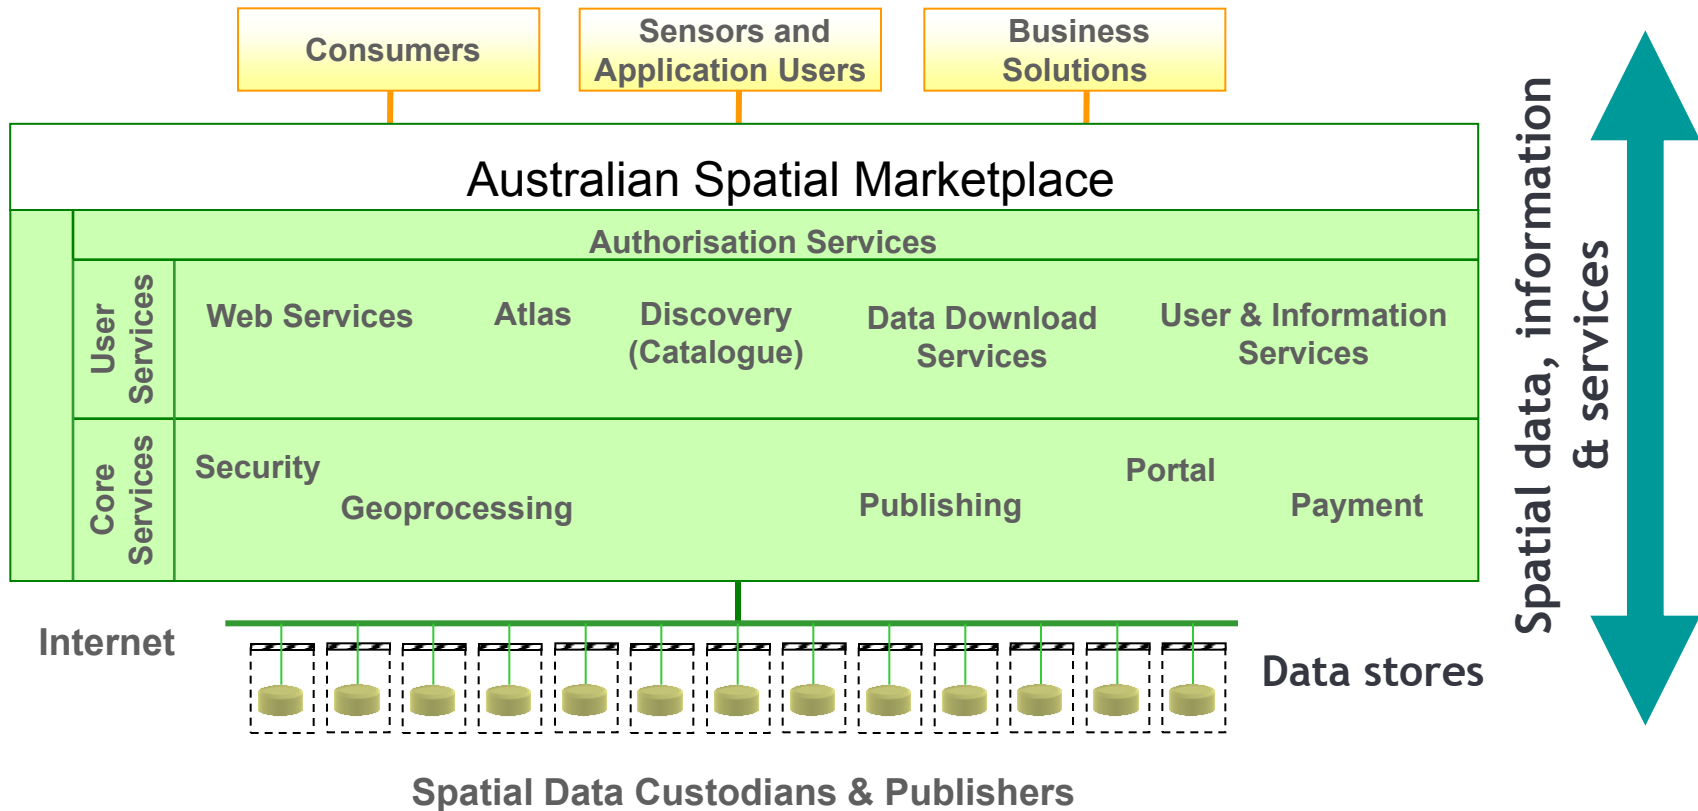 Consumers
Sensors and
Application Users
Business
Solutions
Australian Spatial Marketplace
Authorisation Services
User
Services
Web Services
Atlas
Discovery
(Catalogue)
Data Download
Services
User & Information
Services
Core
Services
Security
Geoprocessing
Publishing
Portal
Payment
Internet
Data stores
Spatial Data Custodians & Publishers
Spatial data, information
& services